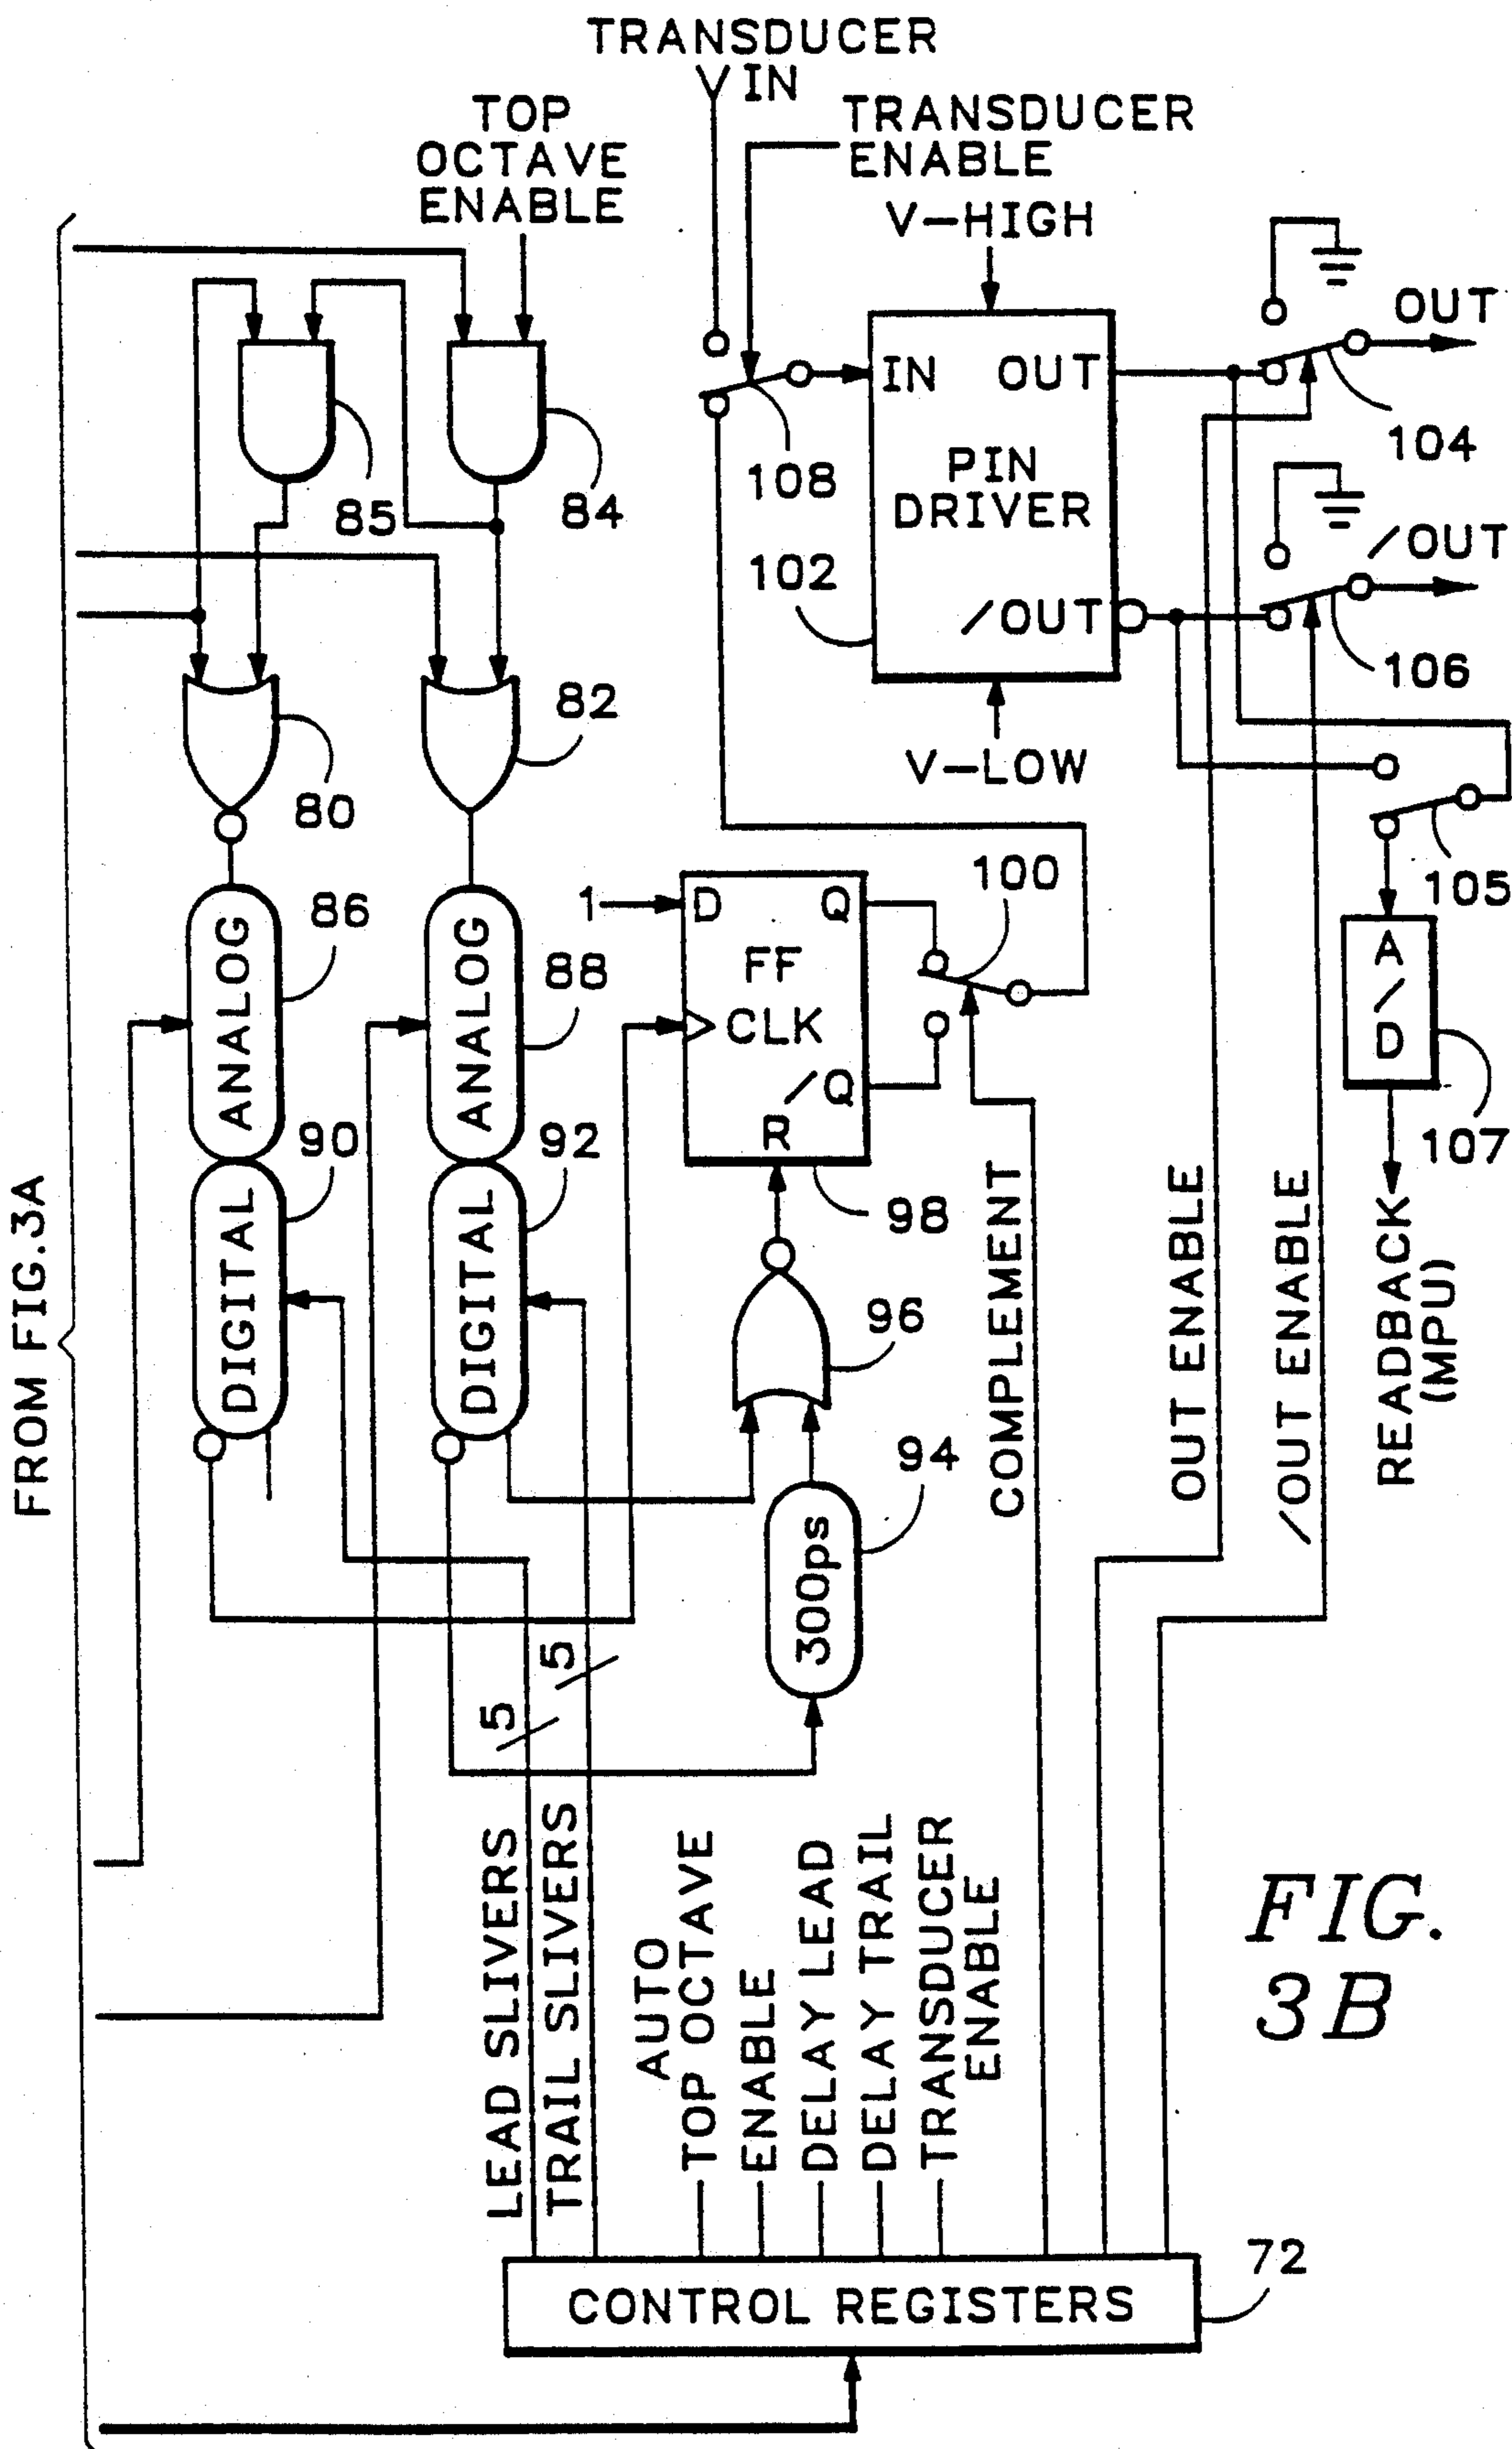 TRANSDUCER
V IN
TOP
OCTAVE
ENABLE
TRANSDUCER
ENABLE
V-HIGH
OUT
IN OUT
104
85
84
108
PIN
DRIVER
/OUT
102
/OUT
106
82
V-LOW
80
105
100
1
D Q
86
ANALOG
88
ANALOG
FF
CLK
/Q
R
A/D
107
90
92
98
DIGITAL
DIGITAL
FROM FIG.3A
96
94
300ps
COMPLEMENT
OUT ENABLE
/OUT ENABLE
READBACK
(MPU)
5
5
LEAD SLIVERS
TRAIL SLIVERS
AUTO
TOP OCTAVE
ENABLE
DELAY LEAD
DELAY TRAIL
TRANSDUCER
ENABLE
FIG.
3B
72
CONTROL REGISTERS